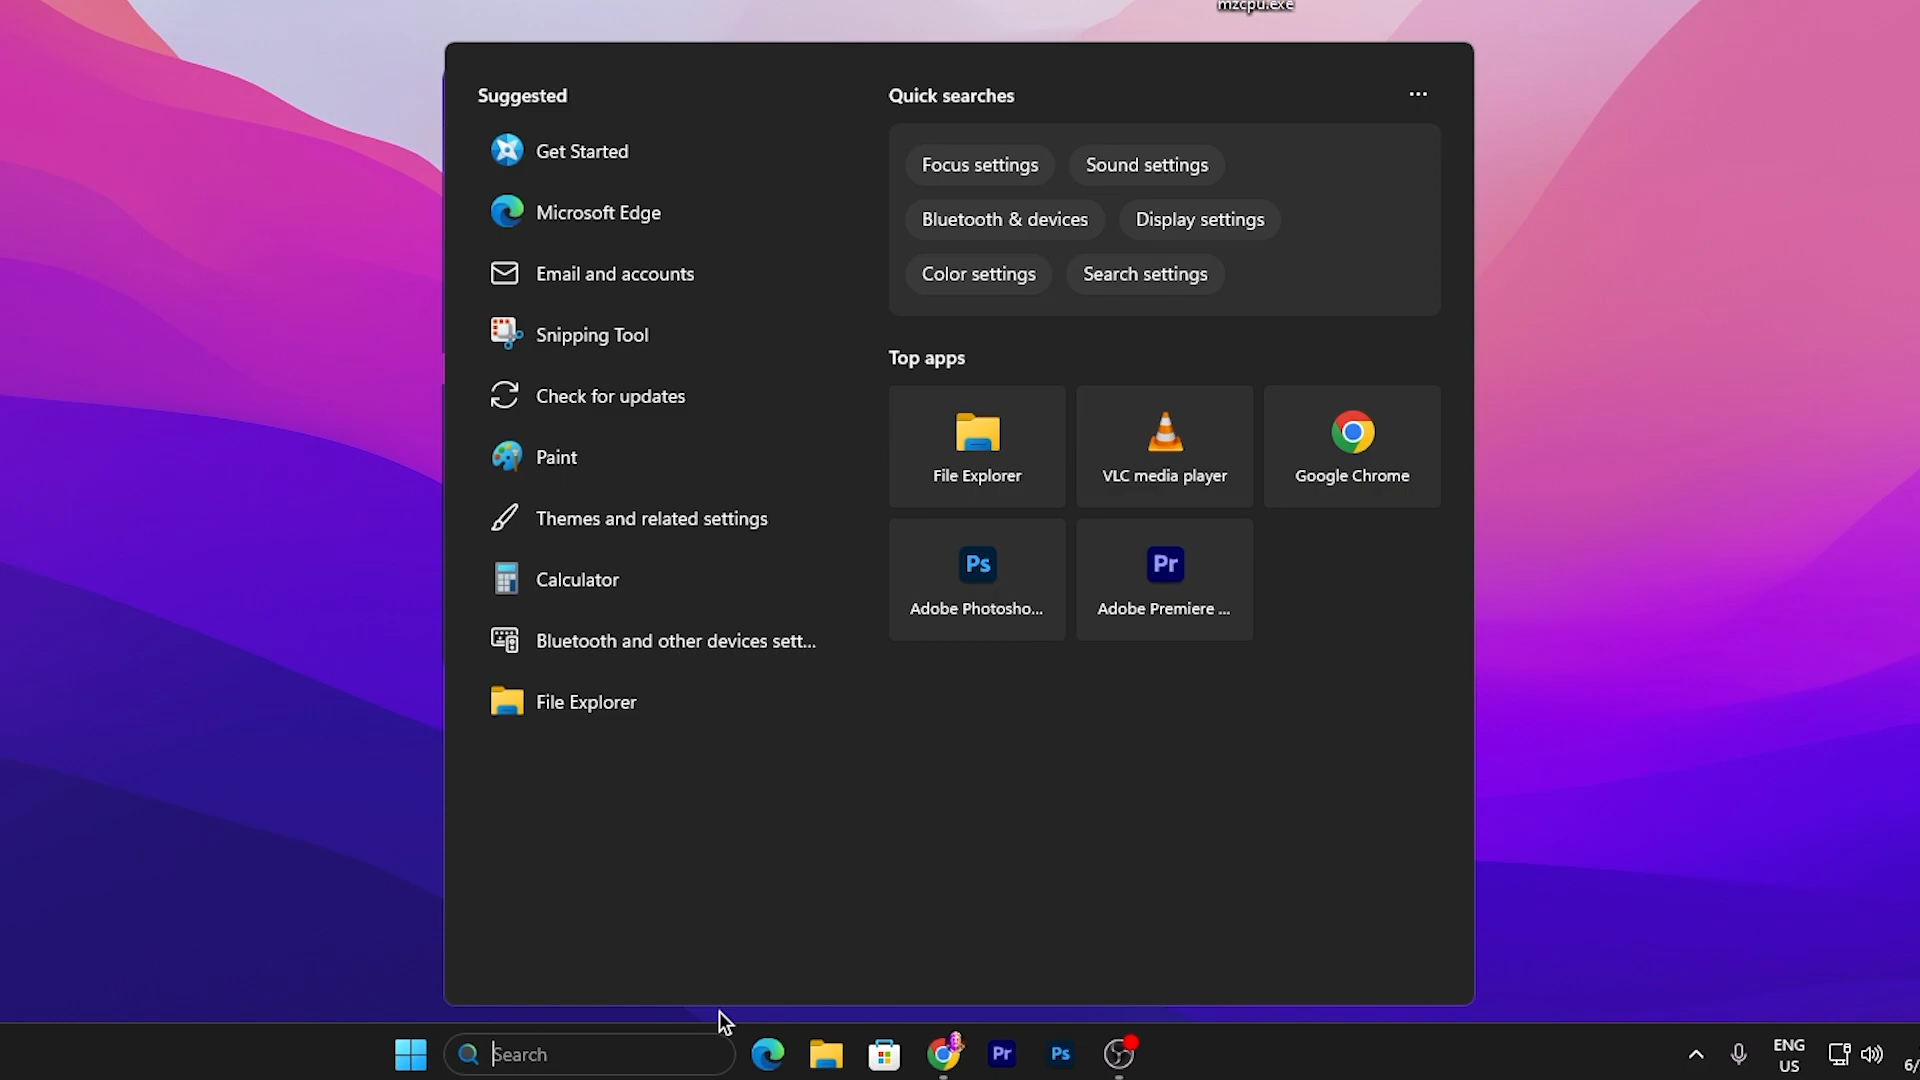 mzcpu.exe
Suggested
Get Started
Microsoft Edge
Email and accounts
Snipping Tool
Check for updates
Paint
Themes and related settings
Calculator
Bluetooth and other devices sett...
File Explorer
Quick searches
Focus settings
Sound settings
Bluetooth & devices
Display settings
Color settings
Search settings
Top apps
File Explorer
VLC media player
Google Chrome
Ps
Adobe Photosho...
Pr
Adobe Premiere ...
Search
Pr
Ps
ENG
US
6/